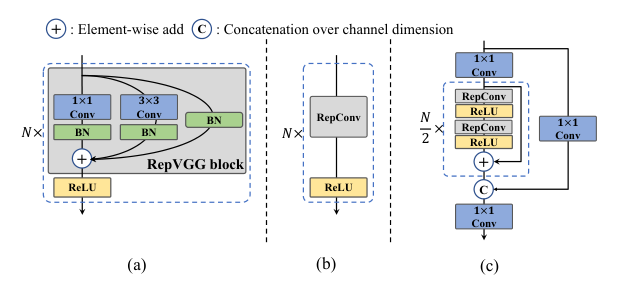 + : Element-wise add C : Concatenation over channel dimension
N×
1×1
Conv
3×3
Conv
BN
BN
BN
+
RepVGG block
ReLU
(a)
N×
RepConv
ReLU
(b)
1×1
Conv
N/2 ×
RepConv
ReLU
RepConv
ReLU
+
1×1
Conv
C
1×1
Conv
(c)